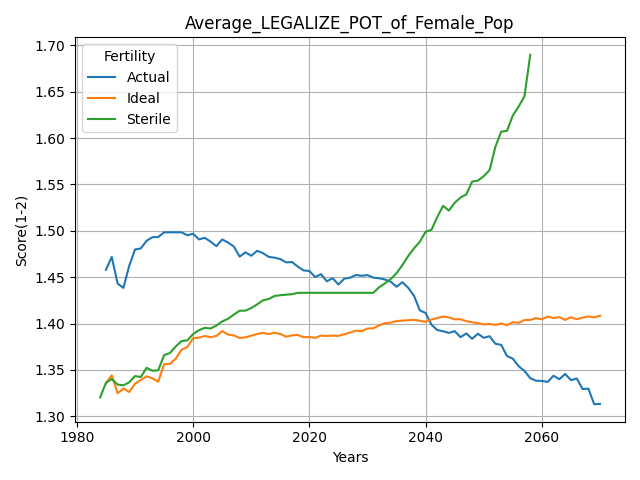 Average_LEGALIZE_POT_of_Female_Pop
Fertility
Actual
Ideal
Sterile
Score(1-2)
1.70
1.65
1.60
1.55
1.50
1.45
1.40
1.35
1.30
1980
2000
2020
2040
2060
Years